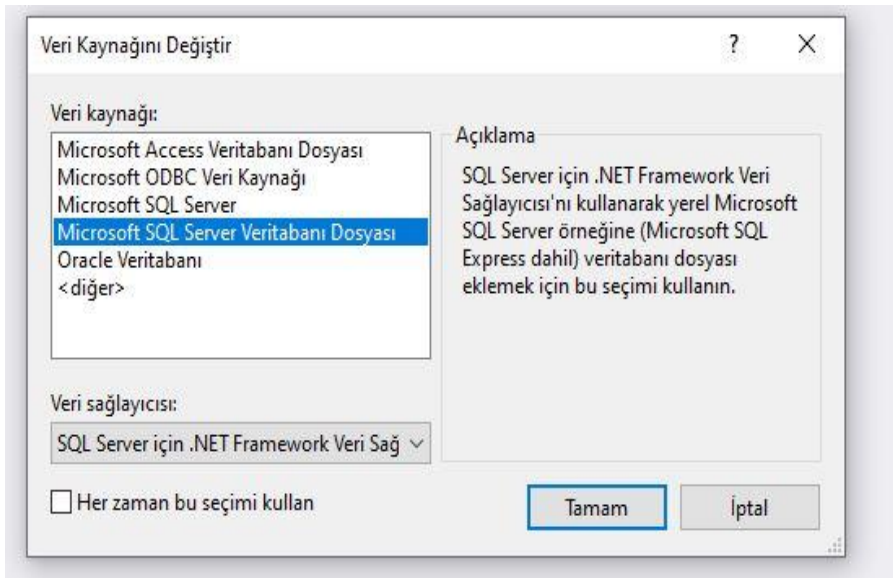 Veri Kaynağını Değiştir
Veri kaynağı:
Microsoft Access Veritabanı Dosyası
Microsoft ODBC Veri Kaynağı
Microsoft SQL Server
Microsoft SQL Server Veritabanı Dosyası
Oracle Veritabanı
<diğer>
Açıklama
SQL Server için .NET Framework Veri
Sağlayıcısı'nı kullanarak yerel Microsoft
SQL Server örneğine (Microsoft SQL
Express dahil) veritabanı dosyası
eklemek için bu seçimi kullanın.
Veri sağlayıcısı:
SQL Server için .NET Framework Veri Sağ
Her zaman bu seçimi kullan
Tamam
İptal